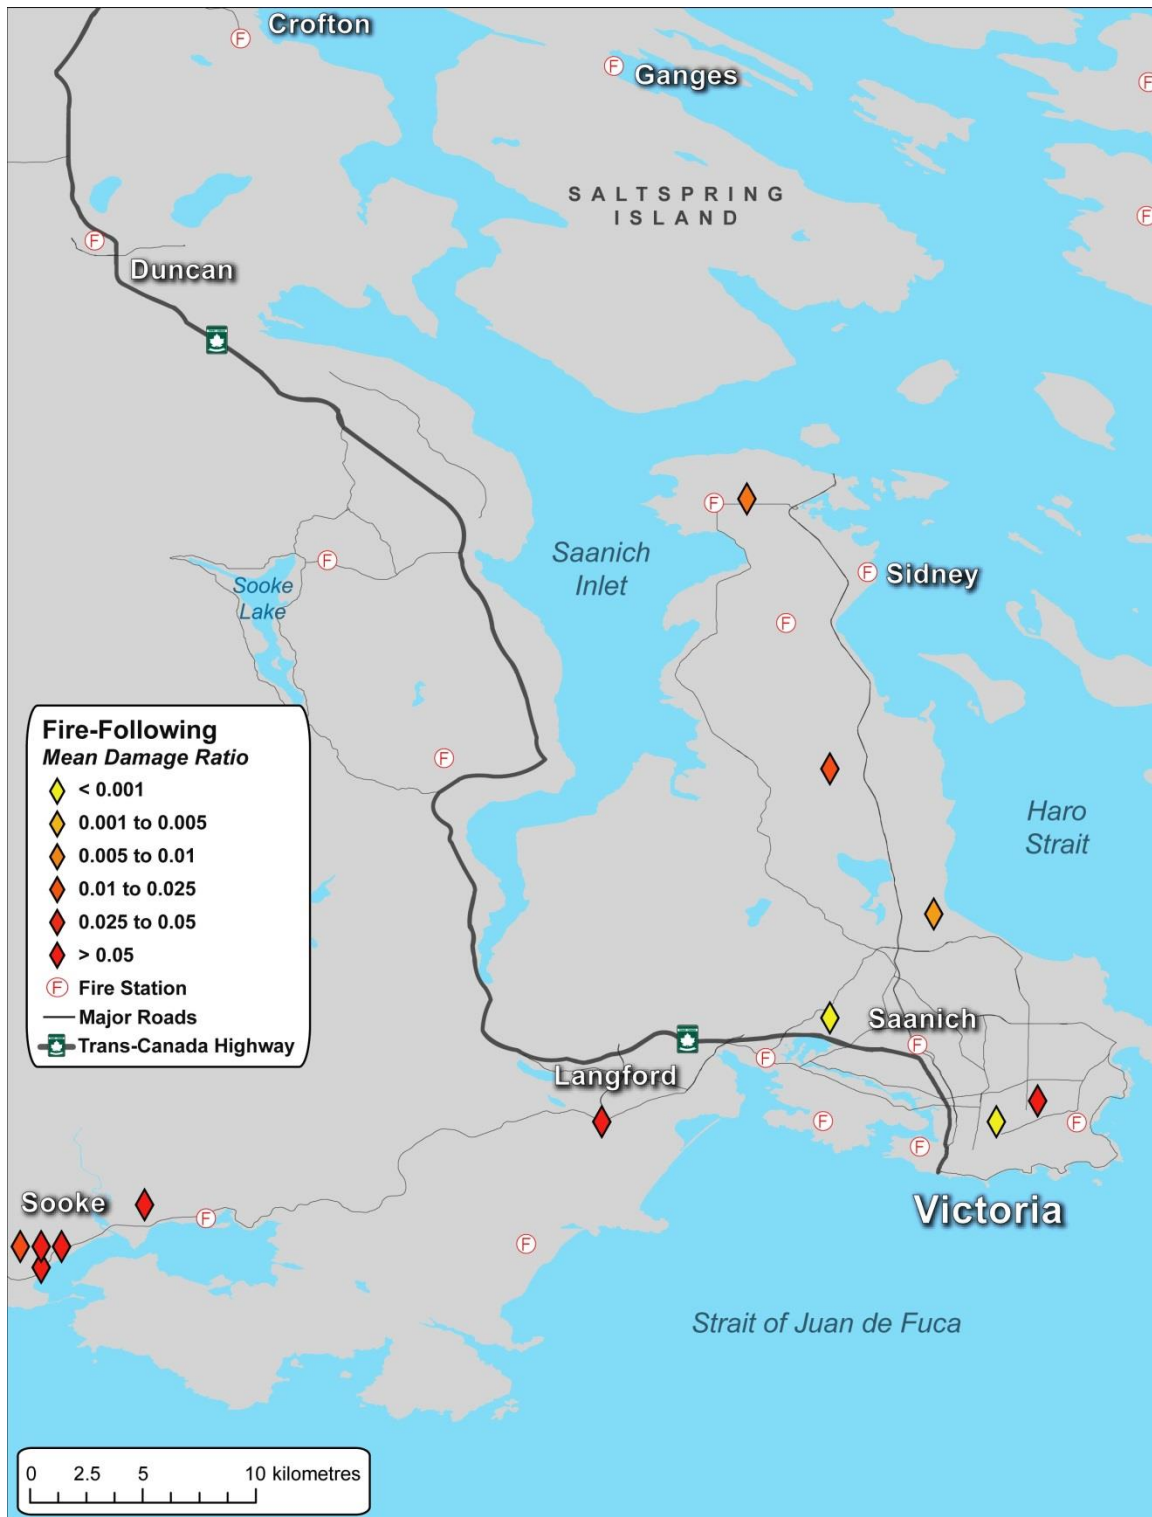 Crofton
F
F
Ganges
F
SALTSPRING
ISLAND
F
F
Duncan
F
Saanich
Inlet
F
Sidney
F
Sooke
Lake
F
F
Fire-Following
Mean Damage Ratio
< 0.001
0.001 to 0.005
0.005 to 0.01
0.01 to 0.025
0.025 to 0.05
> 0.05
F Fire Station
Major Roads
Trans-Canada Highway
Haro
Strait
Saanich
F
F
Langford
F
F
F
Sooke
F
Victoria
F
Strait of Juan de Fuca
0 2.5 5 10 kilometres